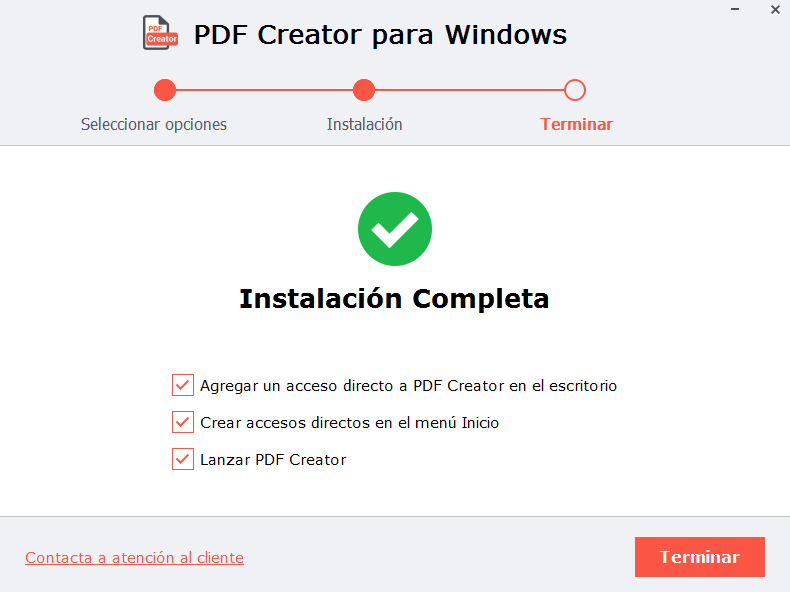 PDF
Creator
PDF Creator para Windows
Seleccionar opciones
Instalación
Terminar
Instalación Completa
Agregar un acceso directo a PDF Creator en el escritorio
Crear accesos directos en el menú Inicio
Lanzar PDF Creator
Contacta a atención al cliente
Terminar